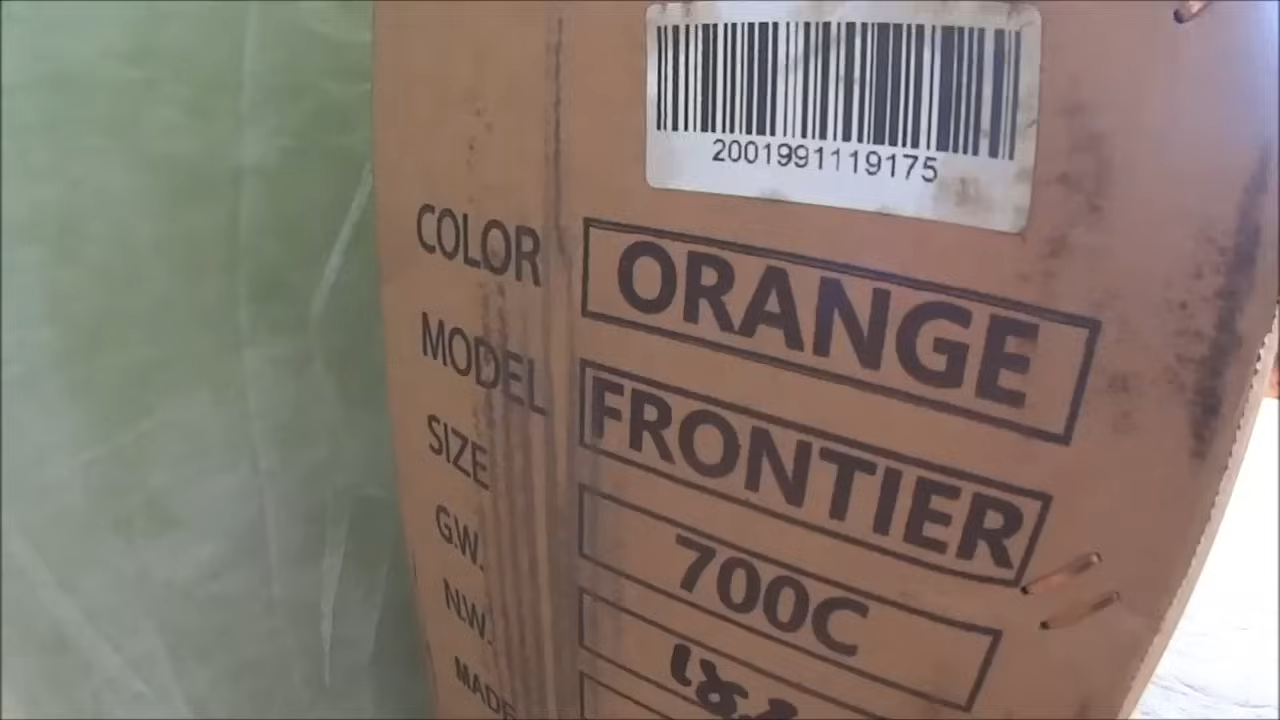 2001991119175
COLOR ORANGE
MODEL FRONTIER
SIZE 700C
G.W.
N.W.
MADE